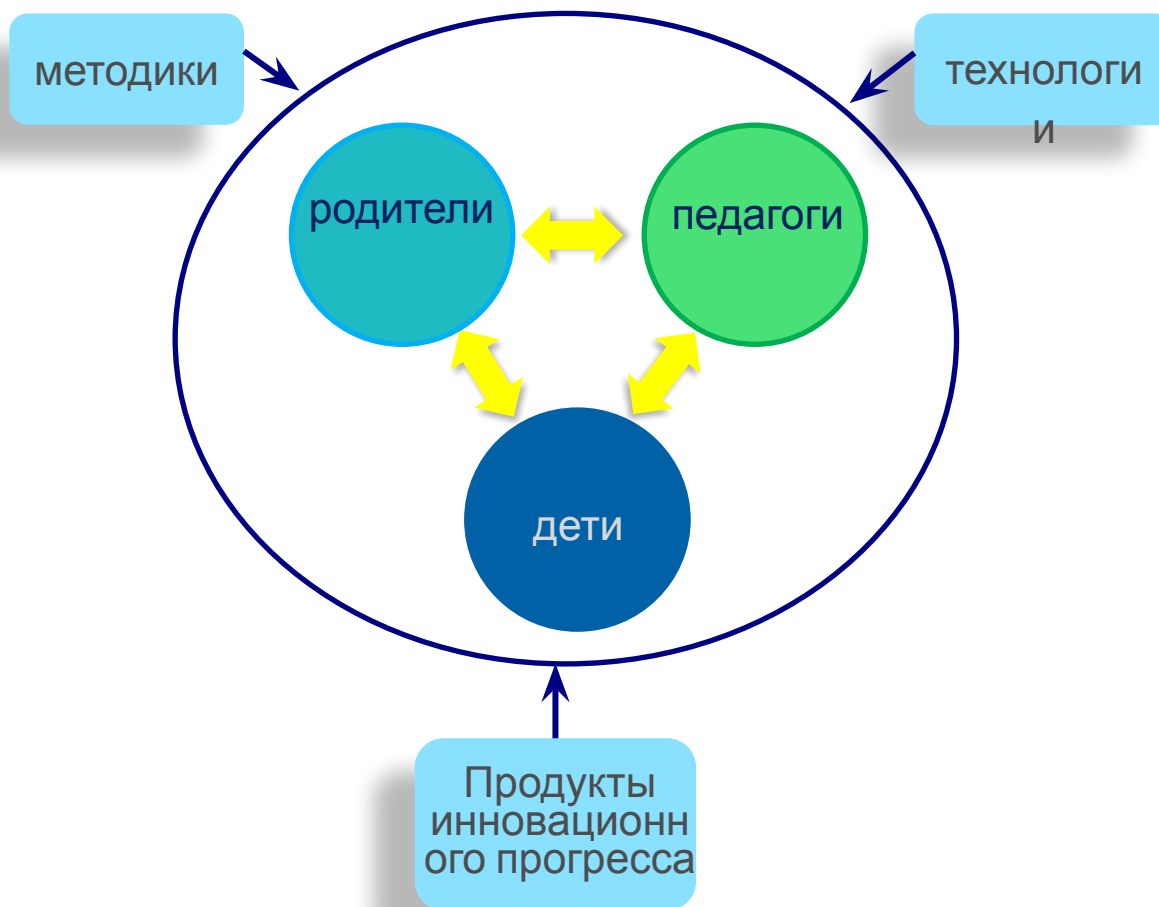 методики
технологи
и
родители
педагоги
дети
Продукты
инновационн
ого прогресса